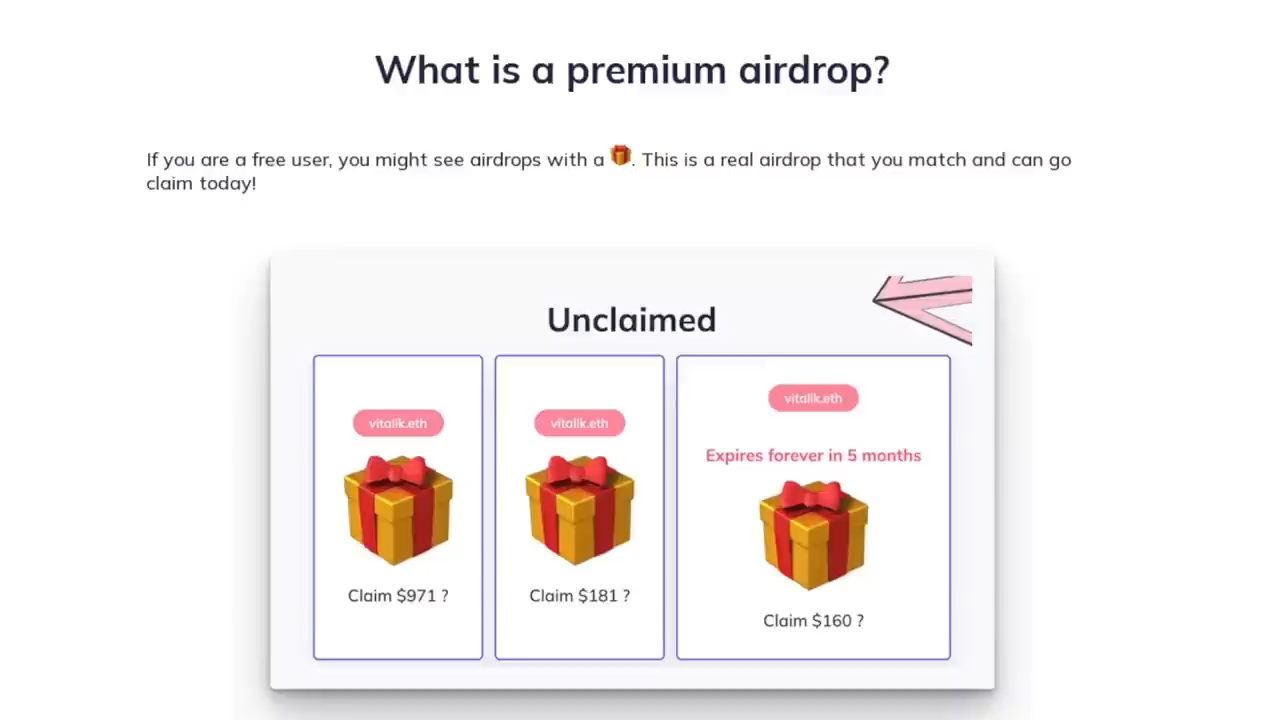 What is a premium airdrop?
If you are a free user, you might see airdrops with a 🎁. This is a real airdrop that you match and can go
claim today!
Unclaimed
vitalik.eth
Claim $971 ?
vitalik.eth
Claim $181 ?
vitalik.eth
Expires forever in 5 months
Claim $160 ?